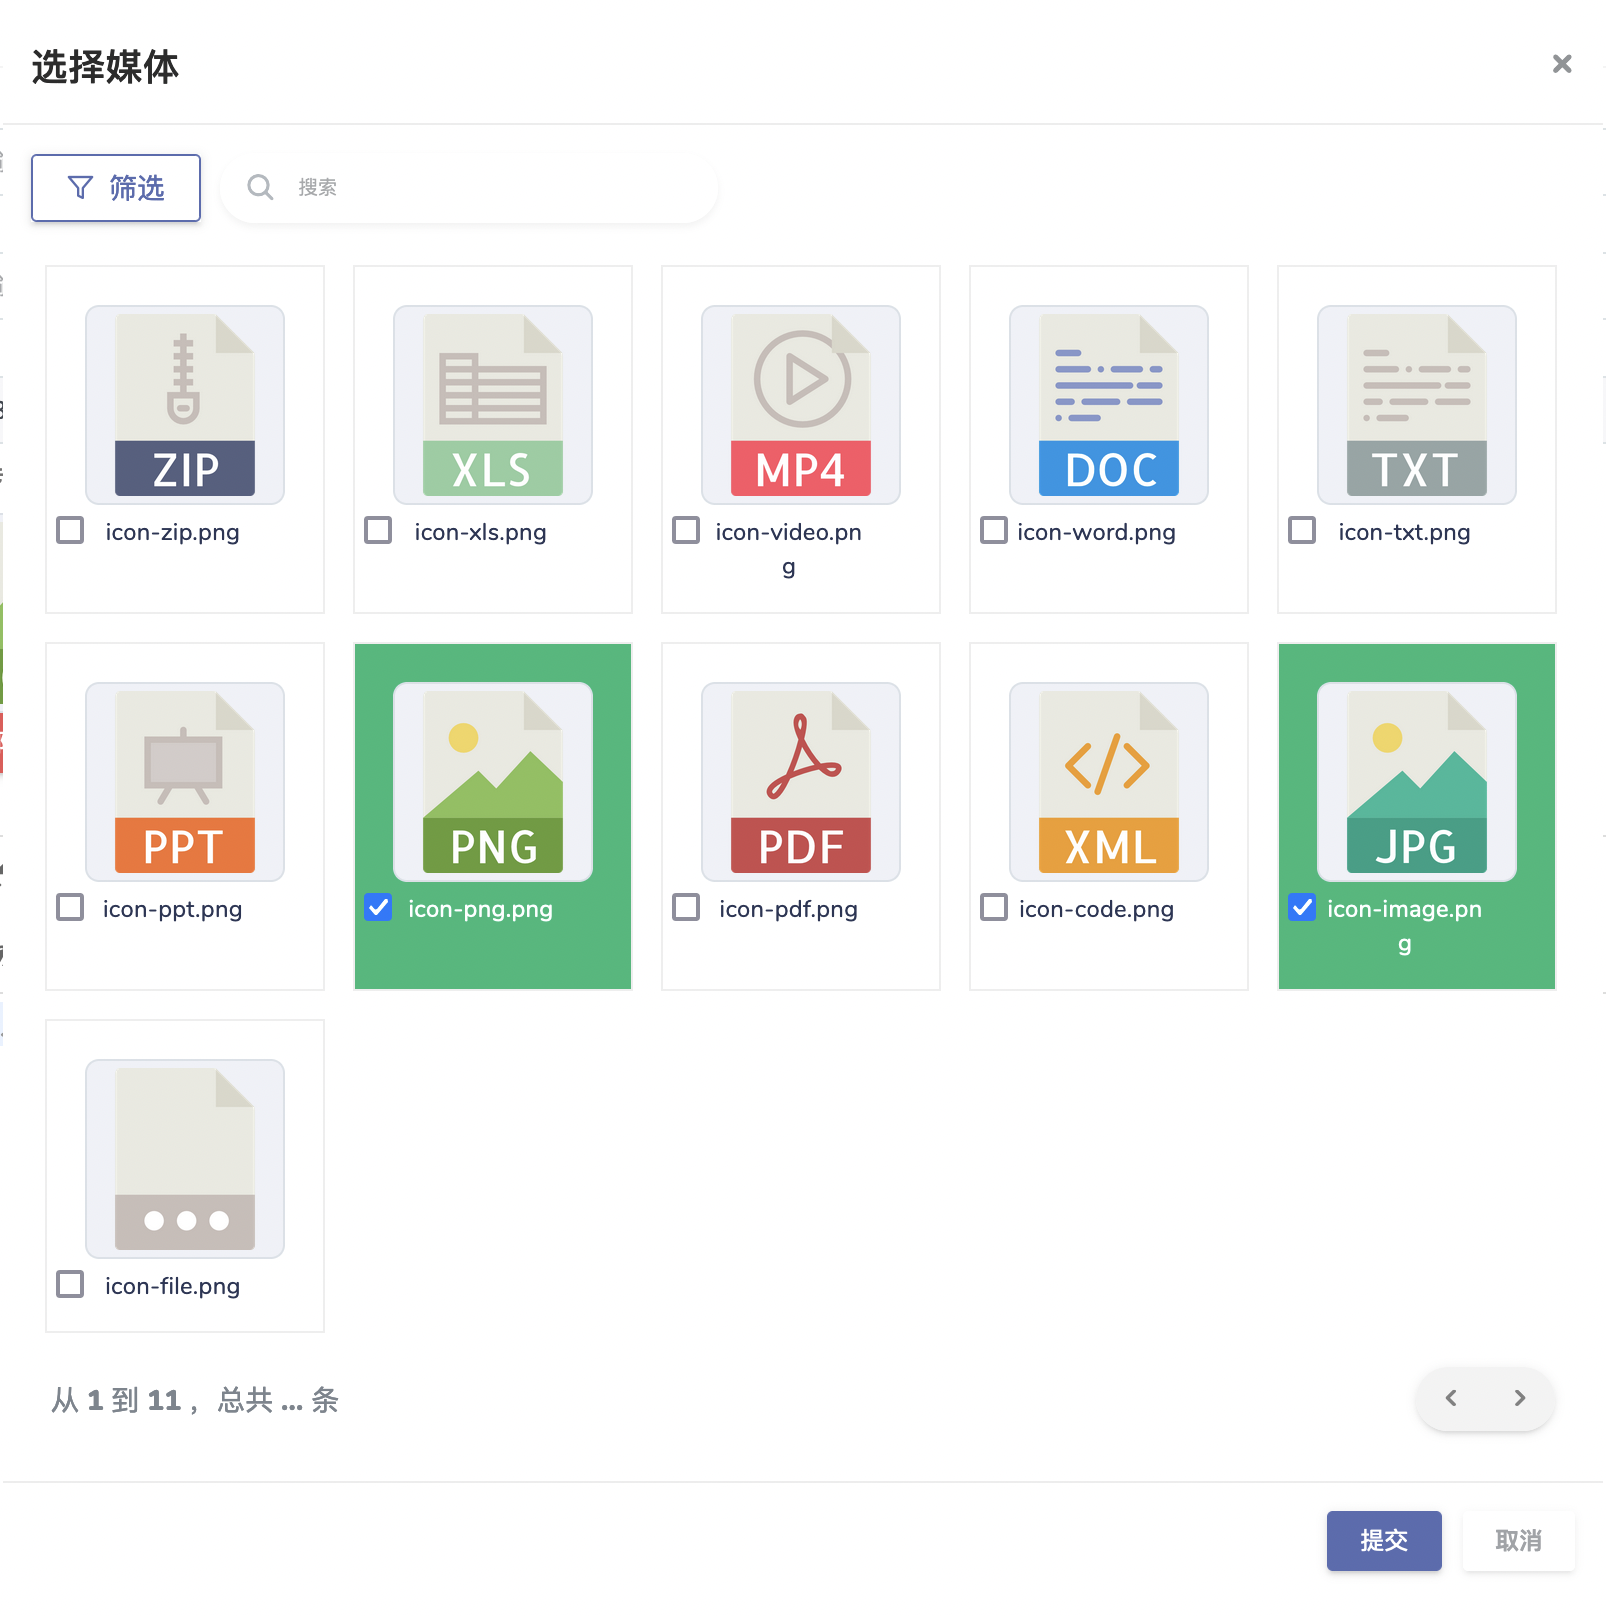 选择媒体
筛选
搜索
ZIP
XLS
MP4
DOC
TXT
icon-zip.png
icon-xls.png
icon-video.pn
g
icon-word.png
icon-txt.png
PPT
PNG
PDF
XML
JPG
icon-ppt.png
icon-png.png
icon-pdf.png
icon-code.png
icon-image.pn
g
icon-file.png
从 1 到 11 ，总共 ... 条
提交
取消